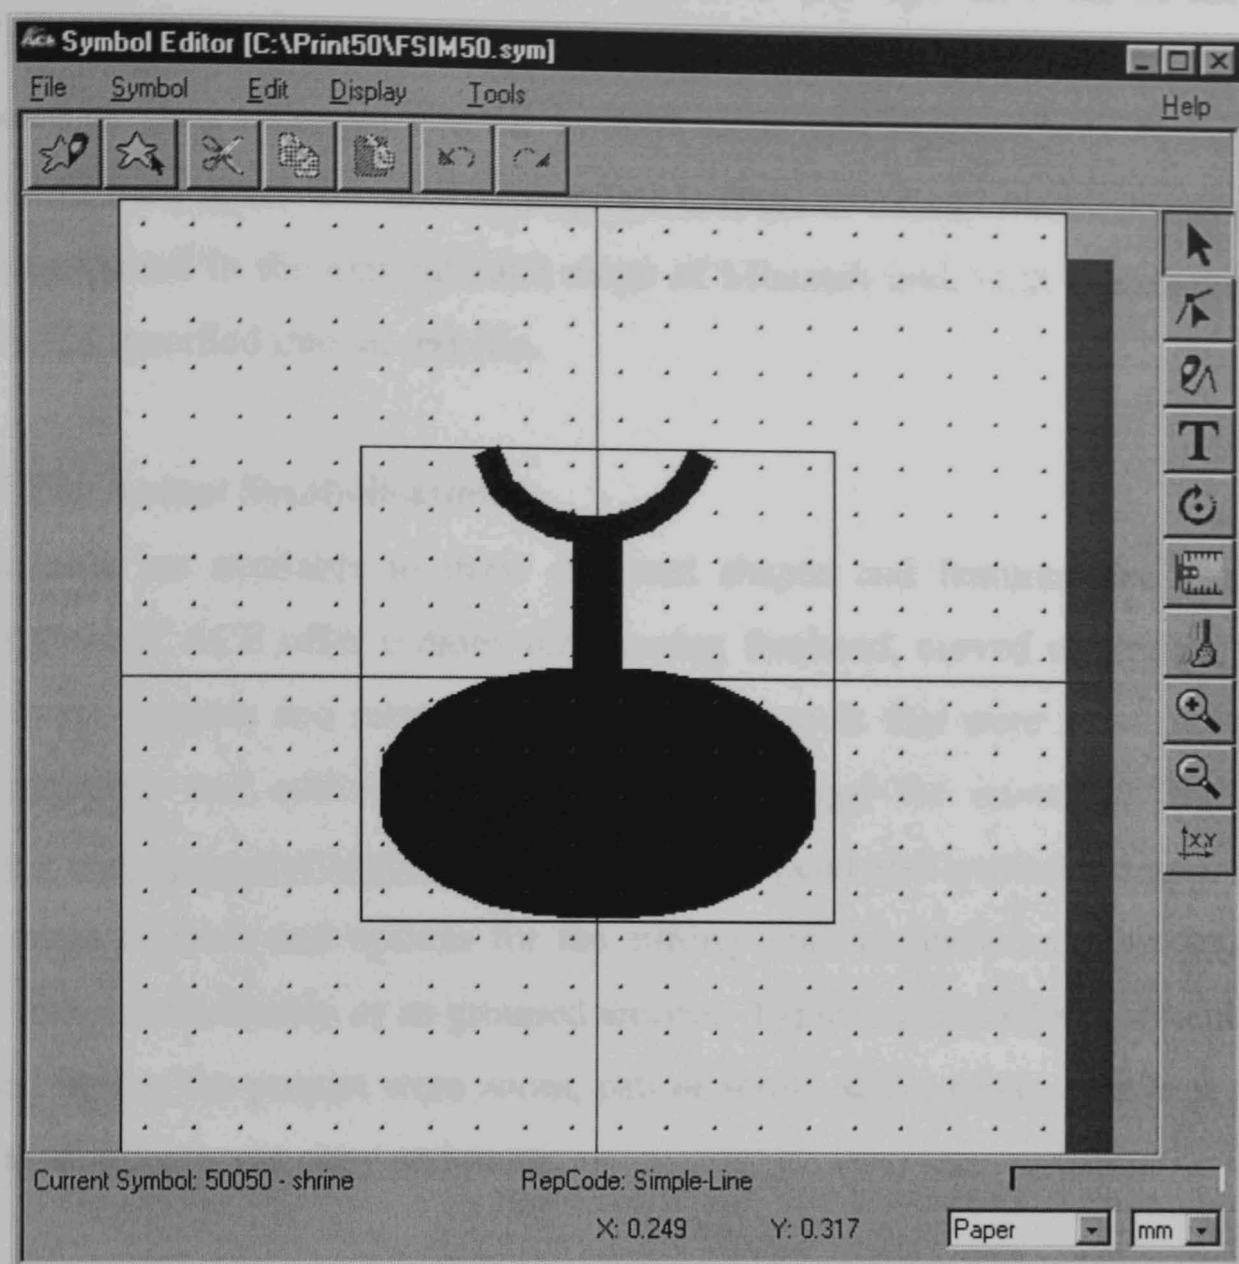 Symbol Editor [C:\Print50\FSIM50.sym]
File Symbol Edit Display Tools Help
T
XY
Current Symbol: 50050 - shrine RepCode: Simple-Line
X: 0.249 Y: 0.317 Paper mm